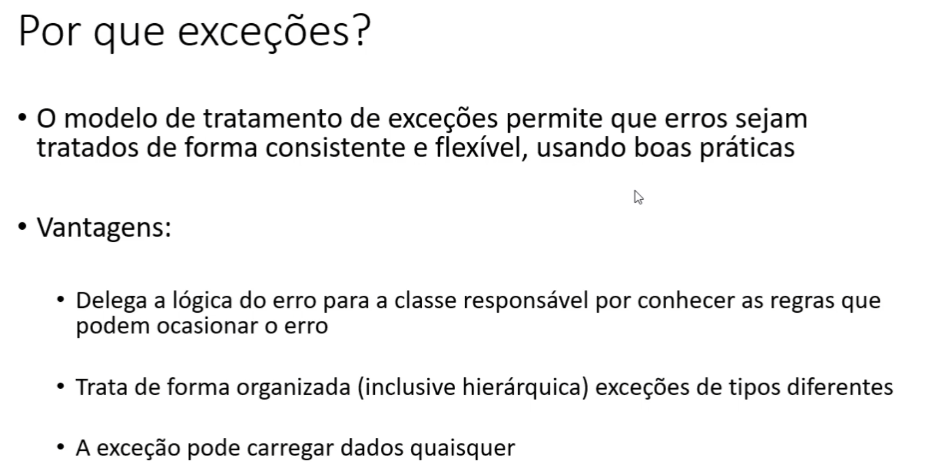 Por que exceções?
• O modelo de tratamento de exceções permite que erros sejam
tratados de forma consistente e flexível, usando boas práticas
• Vantagens:
• Delega a lógica do erro para a classe responsável por conhecer as regras que
podem ocasionar o erro
• Trata de forma organizada (inclusive hierárquica) exceções de tipos diferentes
• A exceção pode carregar dados quaisquer